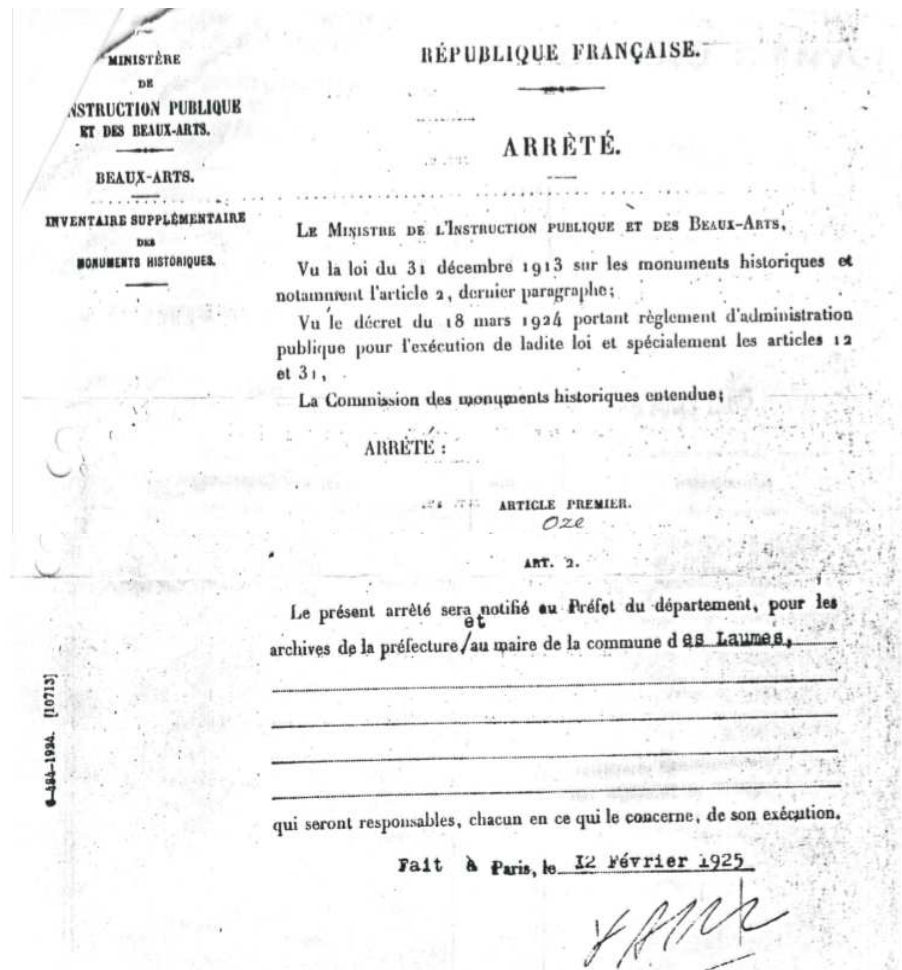 MINISTÈRE
DE
NSTRUCTION PUBLIQUE
ET DES BEAUX-ARTS.
BEAUX-ARTS.
INVENTAIRE SUPPLÉMENTAIRE
DES
MONUMENTS HISTORIQUES.
RÉPUBLIQUE FRANÇAISE.
ARRÊTÉ.
LE MINISTRE DE L'INSTRUCTION PUBLIQUE ET DES BEAUX-ARTS,
Vu la loi du 31 décembre 1913 sur les monuments historiques et
notamment l'article 2, dernier paragraphe;
Vu le décret du 18 mars 1924 portant règlement d'administration
publique pour l'exécution de ladite loi et spécialement les articles 12
et 31,
La Commission des monuments historiques entendue;
ARRÊTÉ :
ARTICLE PREMIER.
Oze
ART. 2.
Le présent arrêté sera notifié au Préfet du département, pour les
et
archives de la préfecture/au maire de la commune des Laumes,
qui seront responsables, chacun en ce qui le concerne, de son exécution.
Fait à Paris, le 12 Février 1925
6-484-1924. [10713]